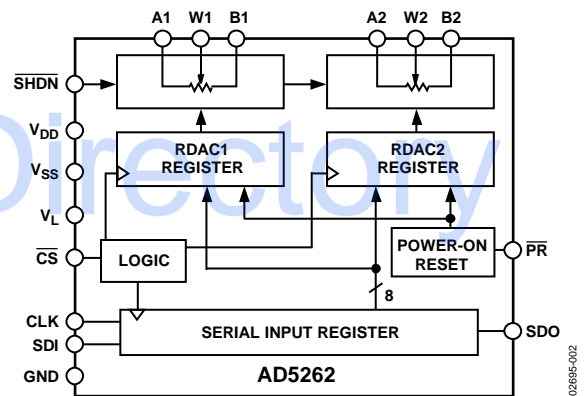 A1 W1 B1 A2 W2 B2
SHDN
VDD
RDAC1
REGISTER
RDAC2
REGISTER
VSS
VL
CS
LOGIC
POWER-ON
RESET
PR
8
CLK
SERIAL INPUT REGISTER
SDO
SDI
GND
AD5262
02695-002
Directory